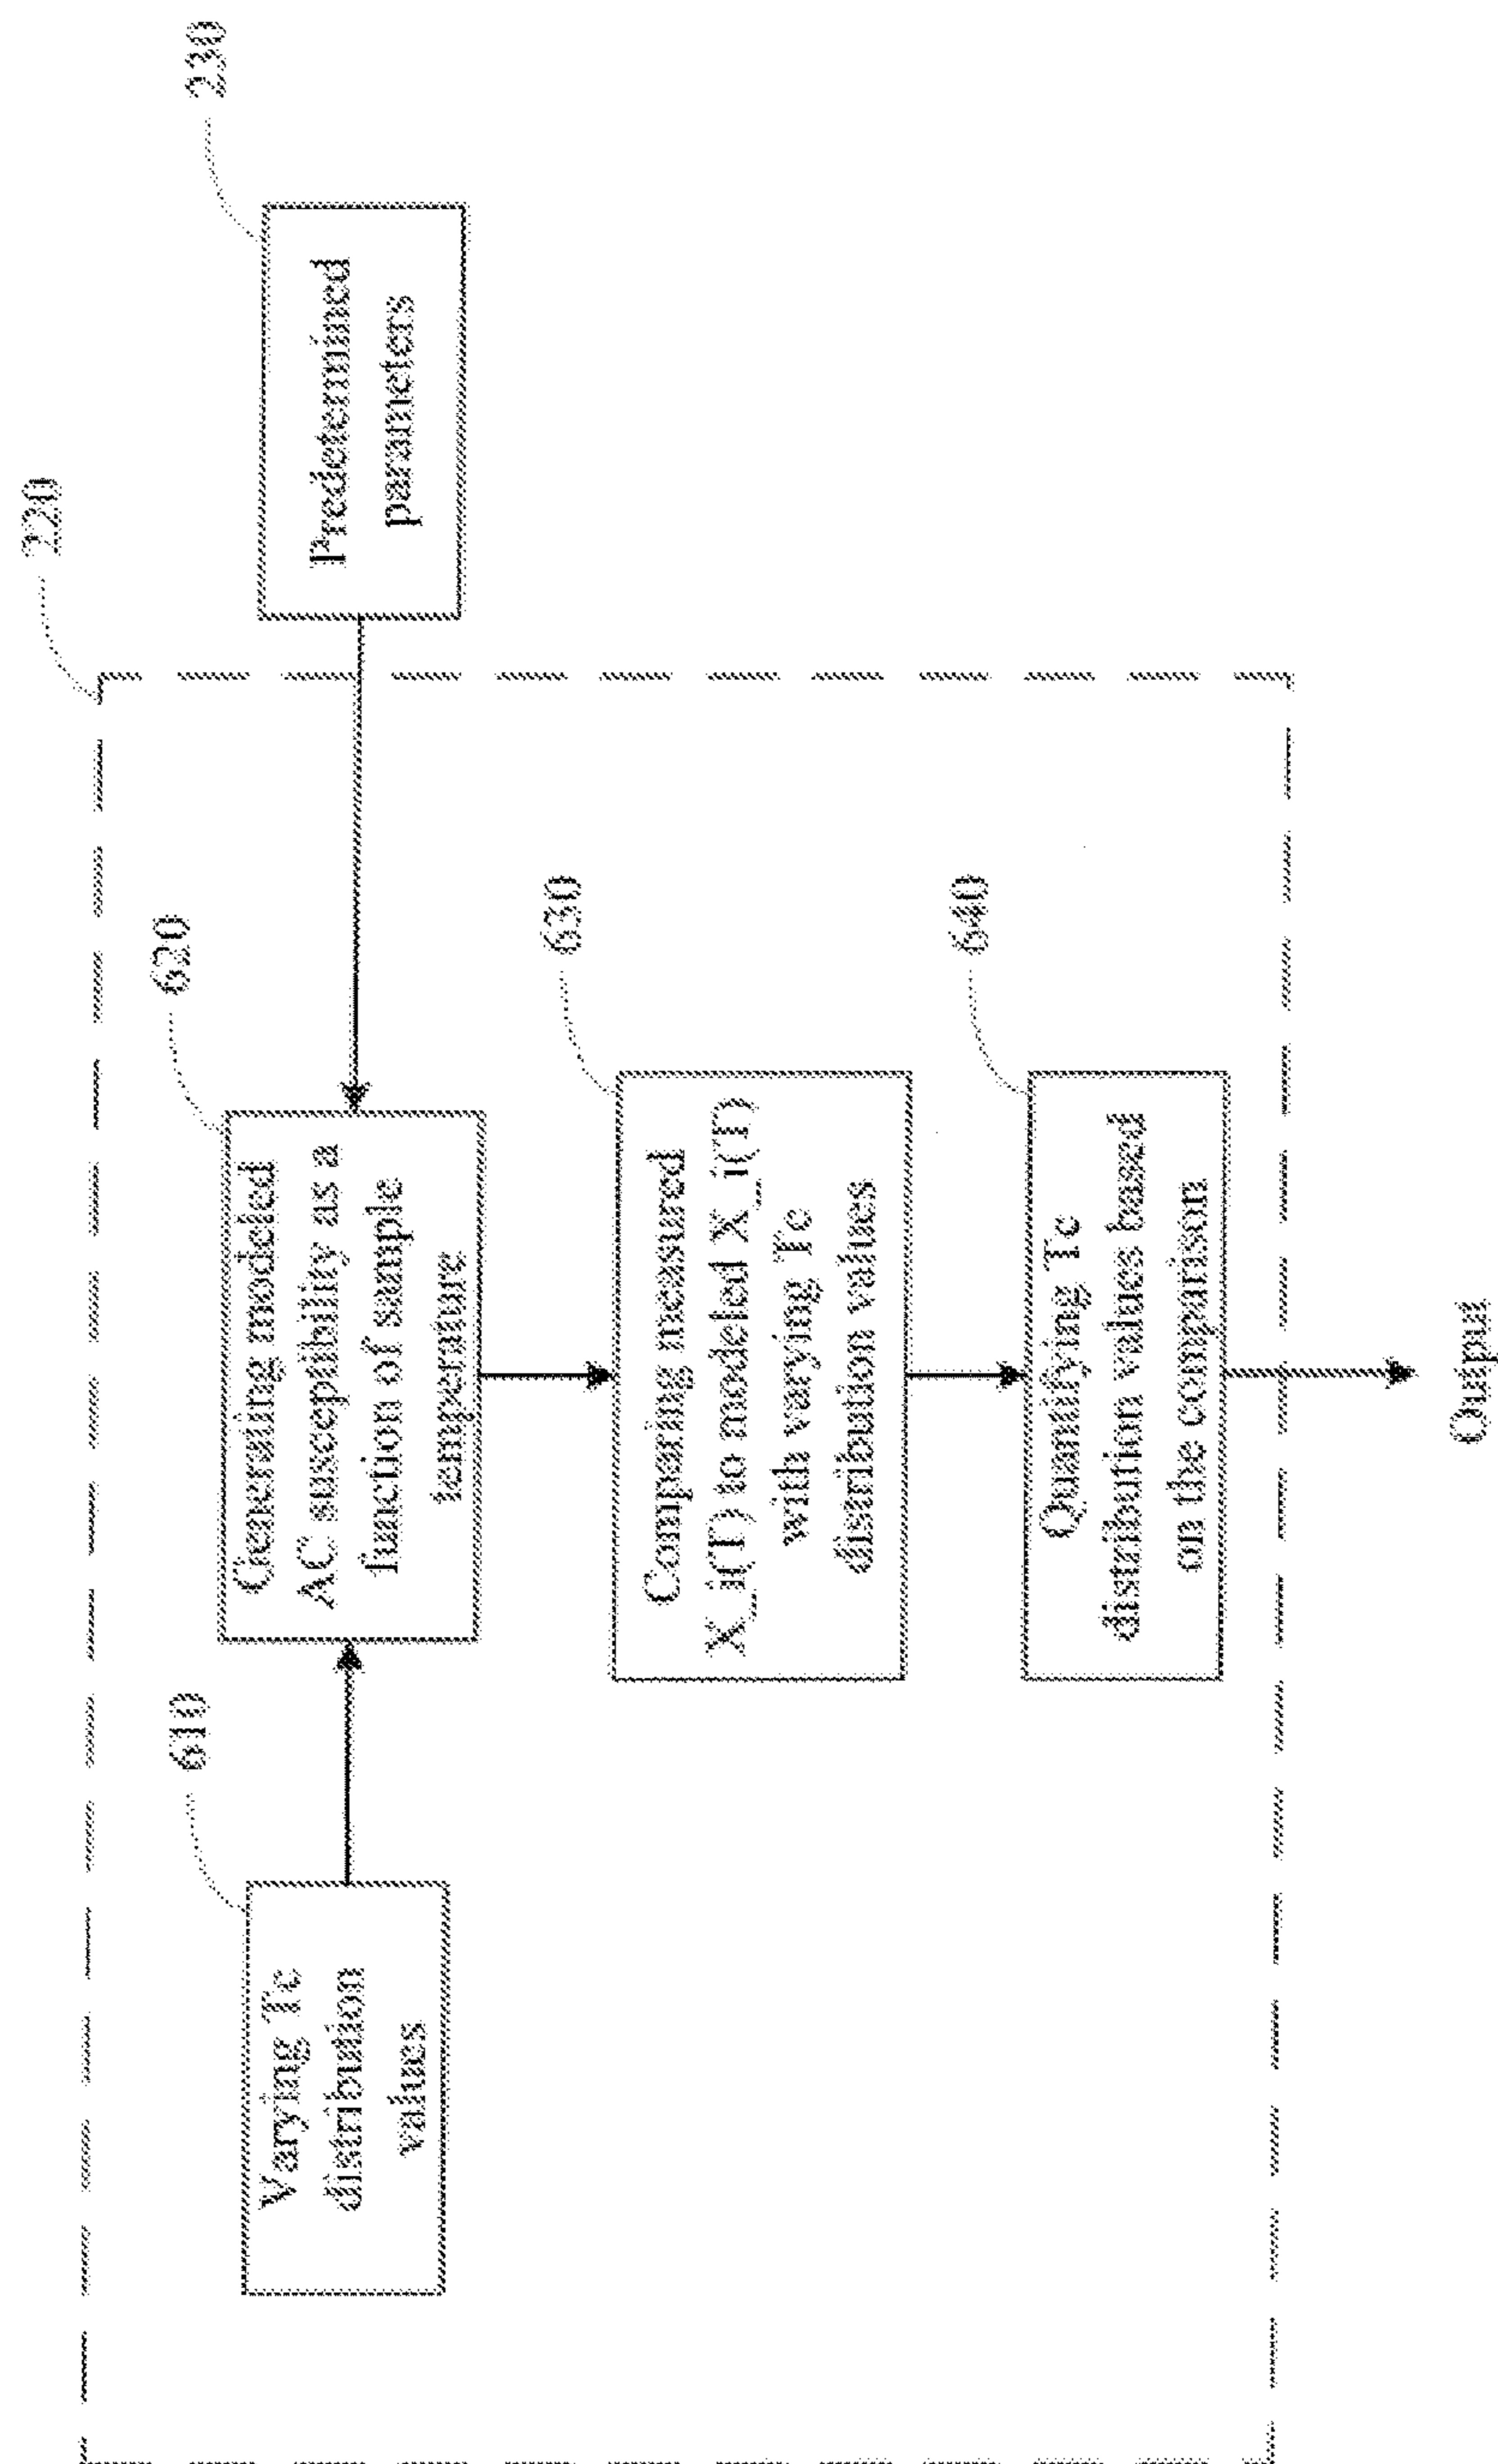 220
230
Predetermined
parameters
610
Varying Tc
distribution
values
620
Generating modeled
AC susceptibility as a
function of sample
temperature
630
Comparing measured
X_i(T) to modeled X_i(T)
with varying Tc
distribution values
640
Quantifying Tc
distribution values based
on the comparison
Output